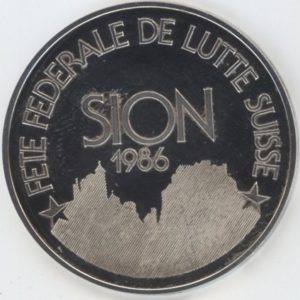 FETE FEDERALE DE LUTTE SUISSE
SION
1986